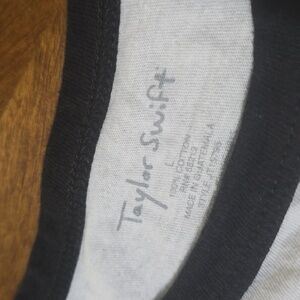 Taylor Swift
L
100% COTTON
MADE IN GUATEMALA